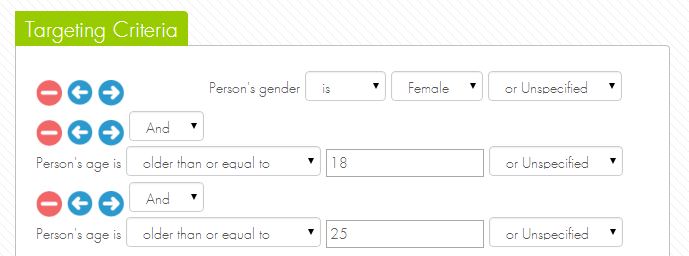 Targeting Criteria
Person's gender is Female or Unspecified
And
Person's age is older than or equal to 18 or Unspecified
And
Person's age is older than or equal to 25 or Unspecified